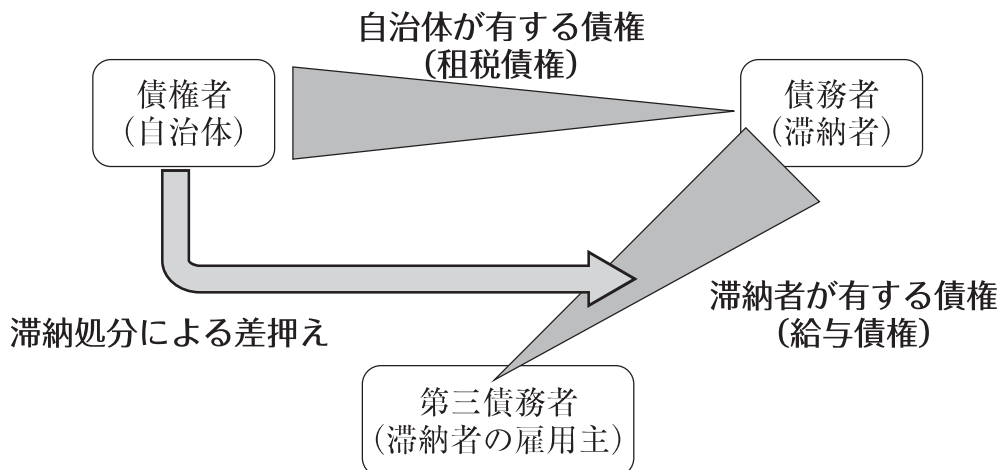 自治体が有する債権
（租税債権）
債権者
（自治体）
債務者
（滞納者）
滞納者が有する債権
（給与債権）
滞納処分による差押え
第三債務者
（滞納者の雇用主）